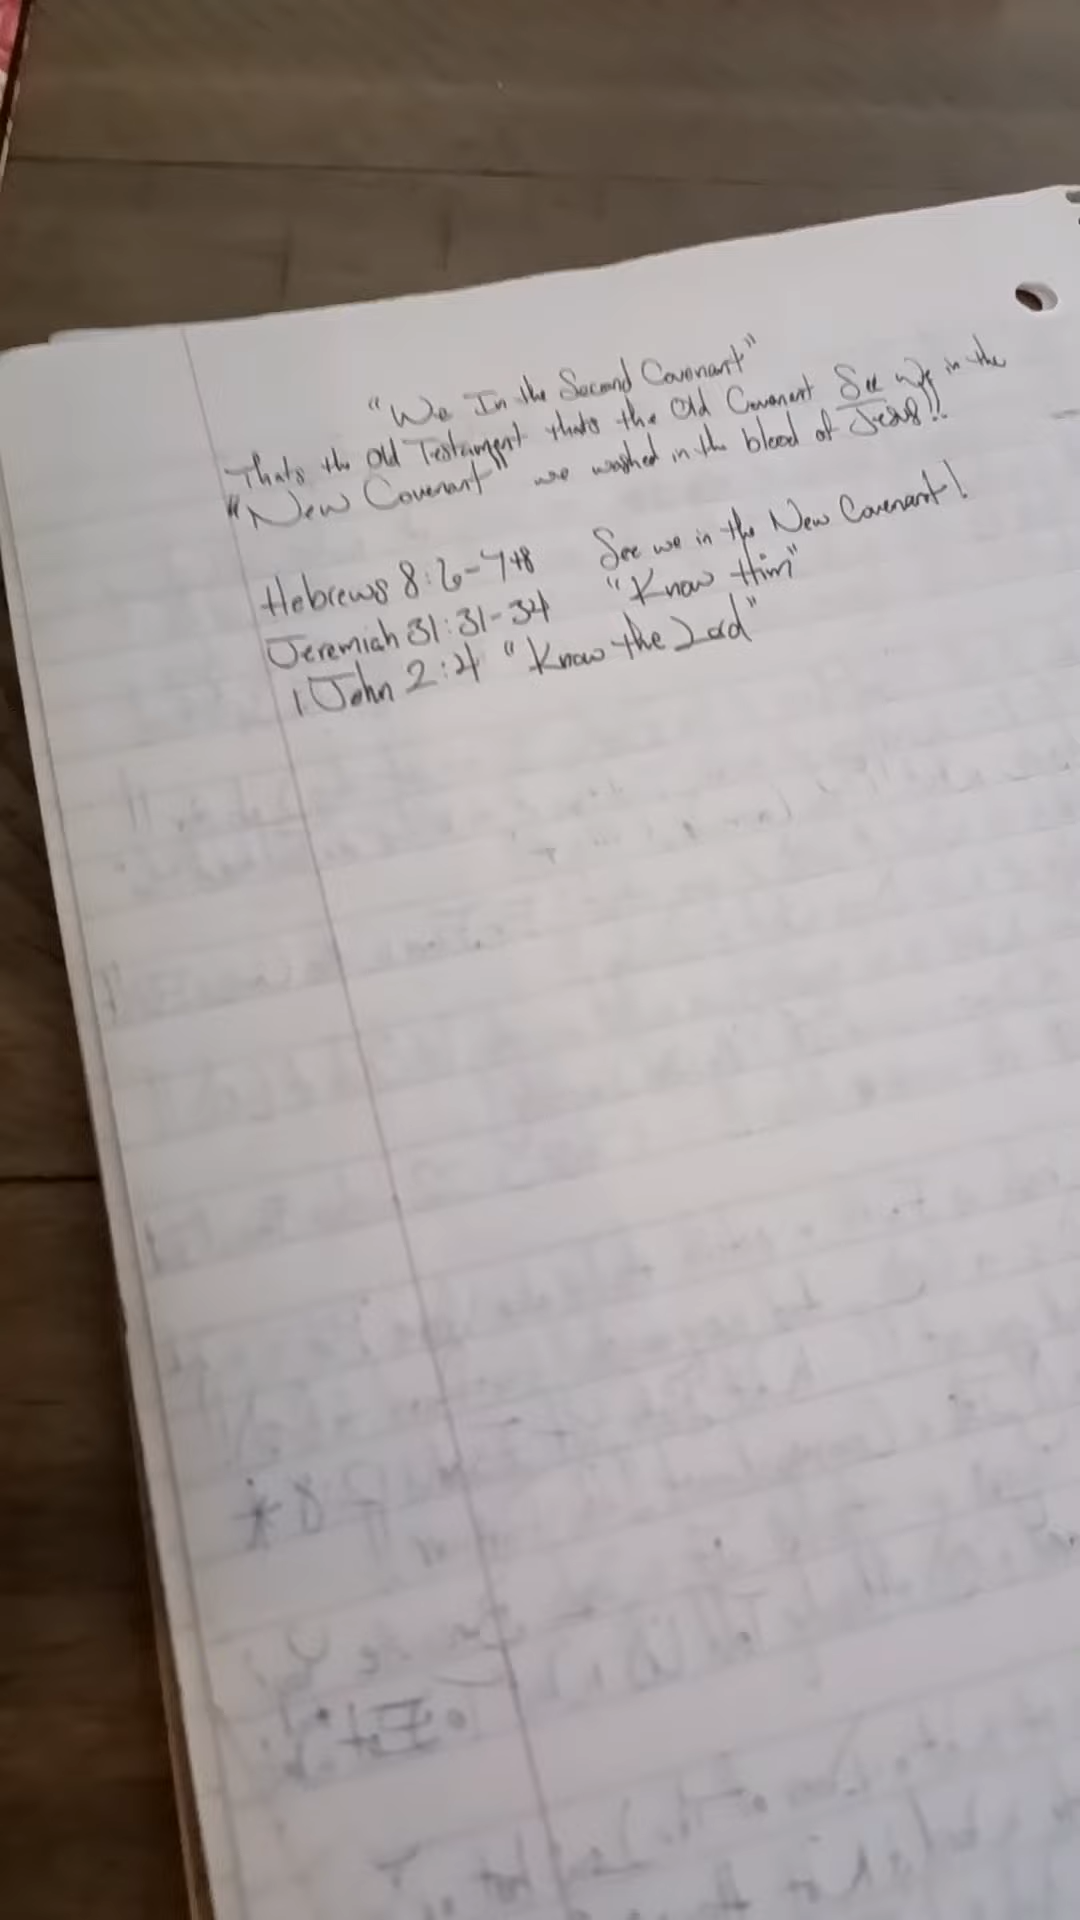 "We In the Second Covenant"
Thats the Old Testament thats the Old Covenant See We in the
"New Covenant" we washed in the blood of Jesus!!
Hebrews 8:6-7+8 See we in the New Covenant!
Jeremiah 31:31-34 "Know Him"
1 John 2:4 "Know the Lord"